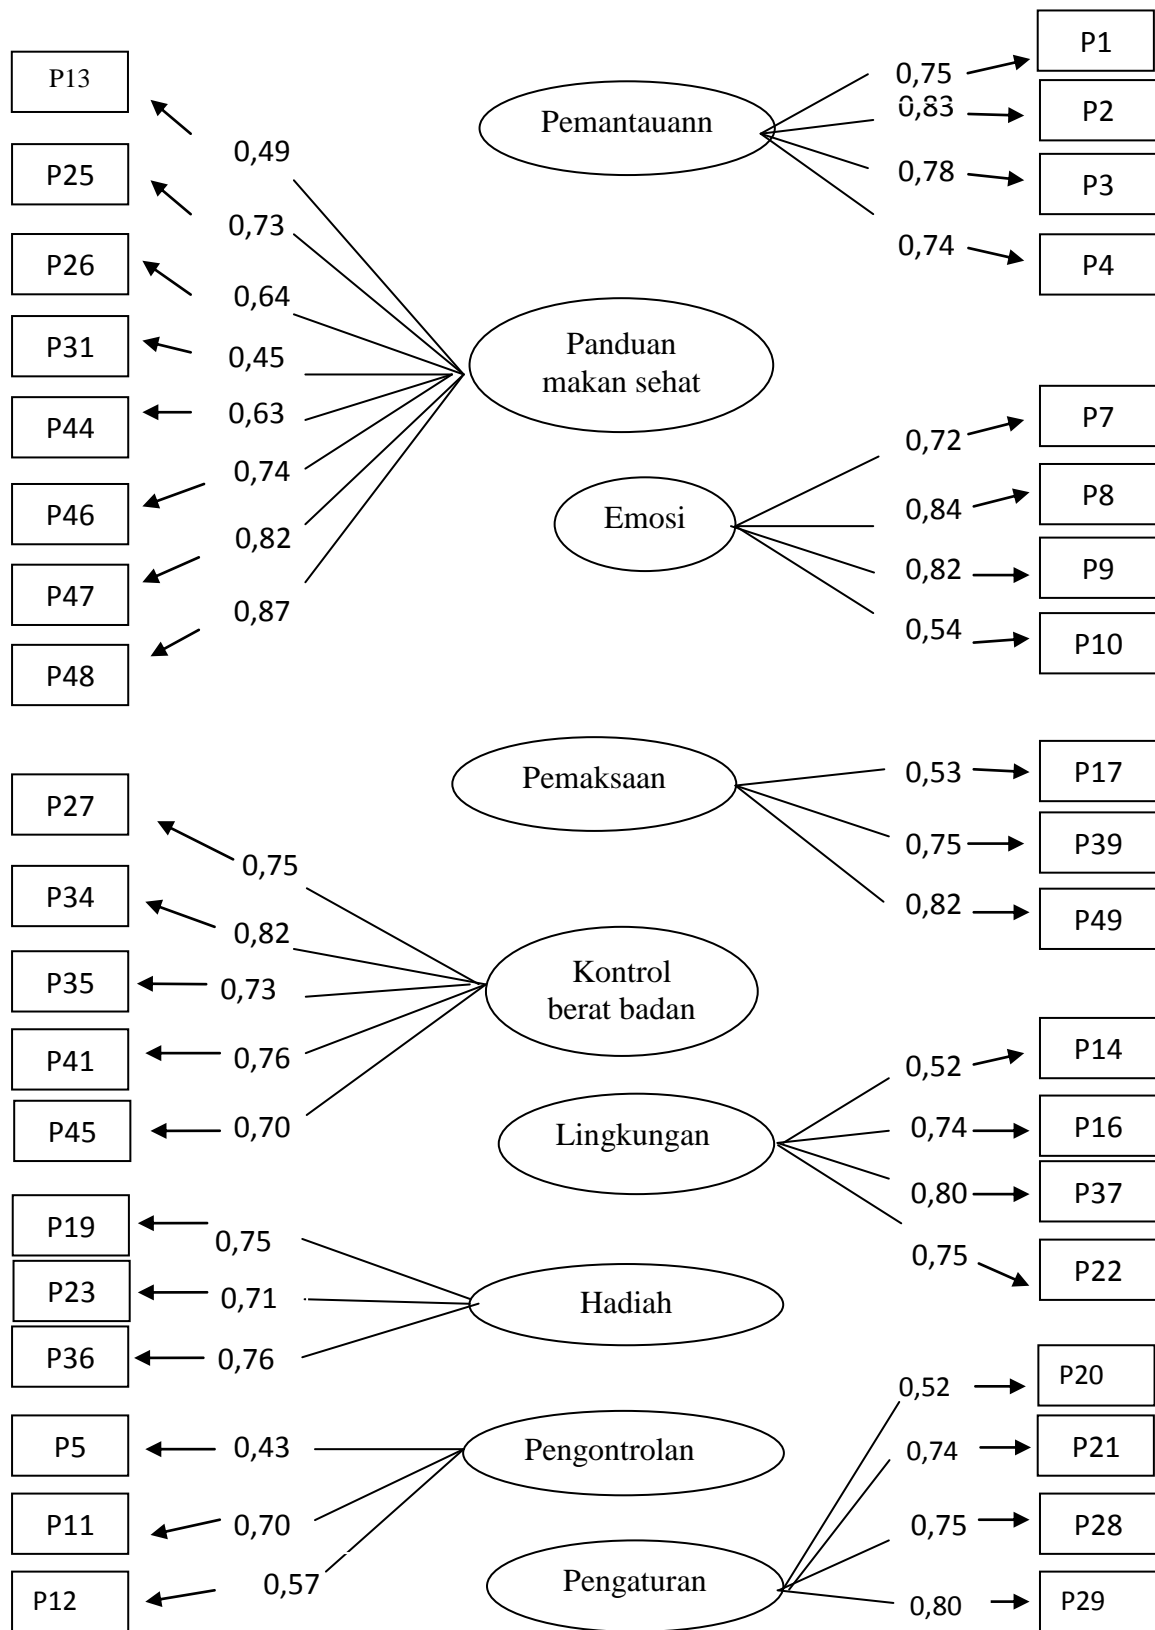 P13
P25
P26
P31
P44
P46
P47
P48
0,49
0,73
0,64
0,45
0,63
0,74
0,82
0,87
Panduan
makan sehat
Pemantauann
0,75
0,83
0,78
0,74
P1
P2
P3
P4
Emosi
0,72
0,84
0,82
0,54
P7
P8
P9
P10
Pemaksaan
0,53
0,75
0,82
P17
P39
P49
P27
P34
P35
P41
P45
0,75
0,82
0,73
0,76
0,70
Kontrol
berat badan
Lingkungan
0,52
0,74
0,80
0,75
P14
P16
P37
P22
P19
P23
P36
0,75
0,71
0,76
Hadiah
P5
P11
P12
0,43
0,70
0,57
Pengontrolan
Pengaturan
0,52
0,74
0,75
0,80
P20
P21
P28
P29